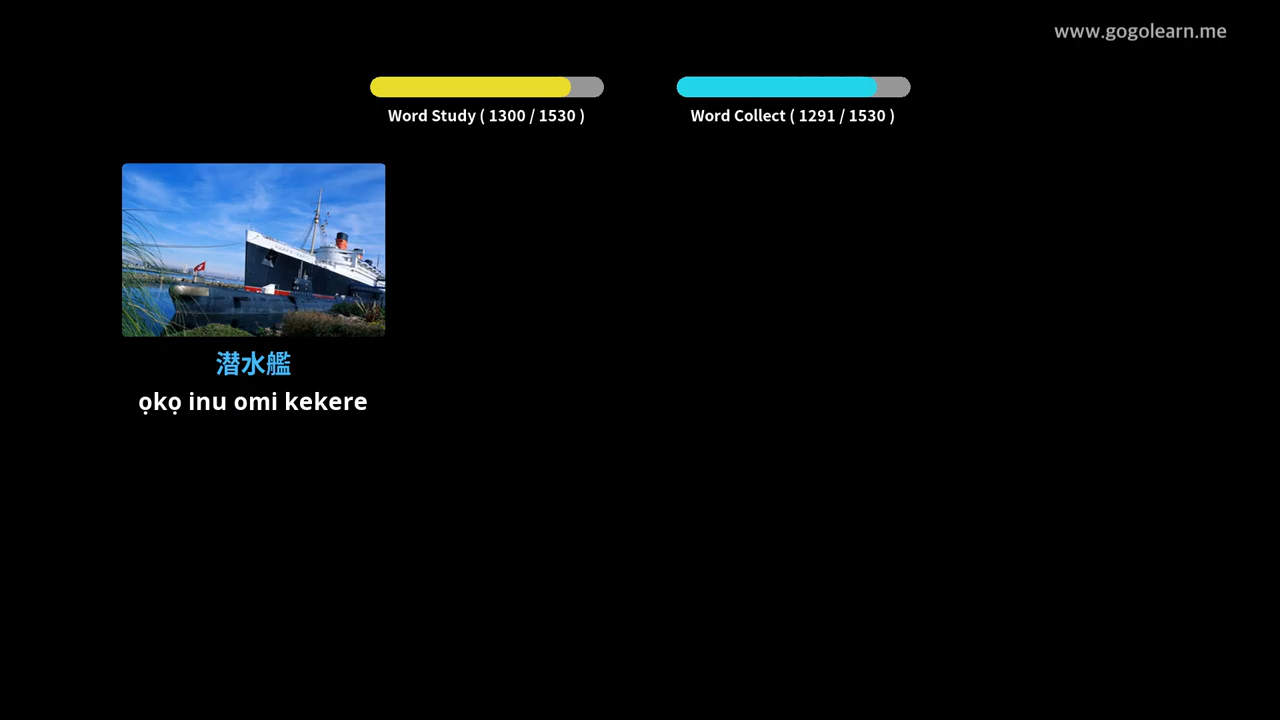 www.gogolearn.me
Word Study ( 1300 / 1530 )
Word Collect ( 1291 / 1530 )
潜水艦
ọkọ inu omi kekere